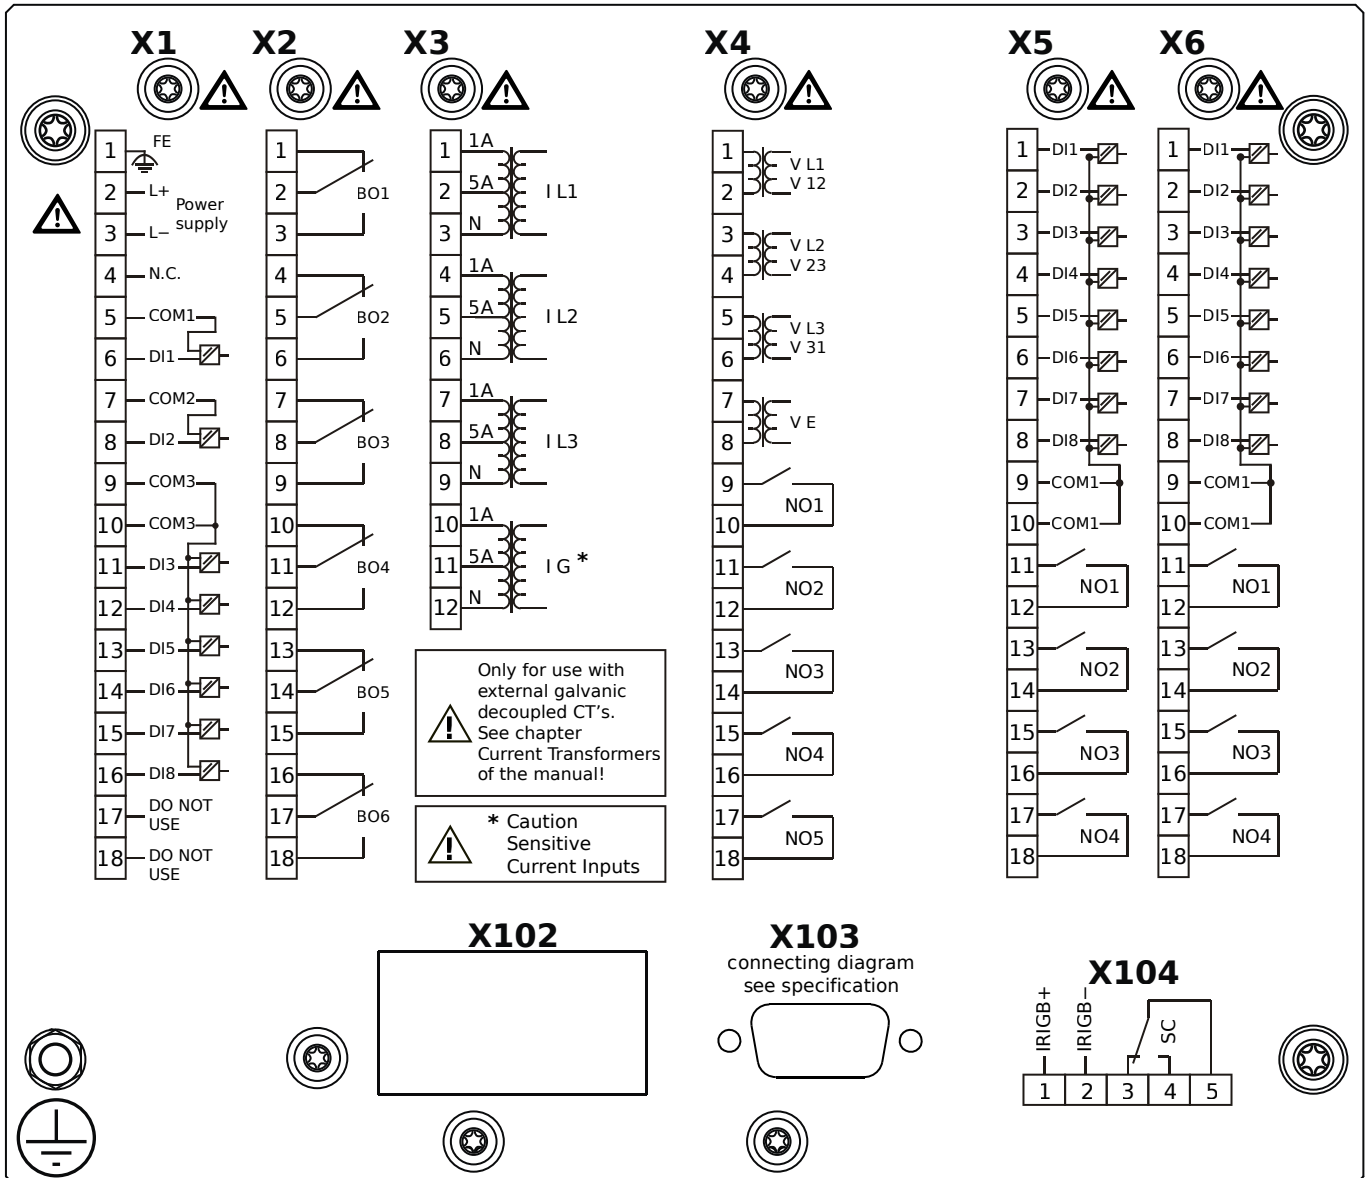 X1 X2 X3 X4 X5 X6
1 FE
2 L+
Power
supply
3 L−
4 N.C.
5 COM1
6 DI1
7 COM2
8 DI2
9 COM3
10 COM3
11 DI3
12 DI4
13 DI5
14 DI6
15 DI7
16 DI8
17 DO NOT
USE
18 DO NOT
USE
1
2 BO1
3
4
5 BO2
6
7
8 BO3
9
10
11 BO4
12
13
14 BO5
15
16
17 BO6
18
1 1A
2 5A I L1
3 N
4 1A
5 5A I L2
6 N
7 1A
8 5A I L3
9 N
10 1A
11 5A I G *
12 N
Only for use with
external galvanic
decoupled CT's.
See chapter
Current Transformers
of the manual!
* Caution
Sensitive
Current Inputs
1 V L1
2 V 12
3 V L2
4 V 23
5 V L3
6 V 31
7
V E
8
9
NO1
10
11
NO2
12
13
NO3
14
15
NO4
16
17
NO5
18
1 DI1
2 DI2
3 DI3
4 DI4
5 DI5
6 DI6
7 DI7
8 DI8
9 COM1
10 COM1
11
NO1
12
13
NO2
14
15
NO3
16
17
NO4
18
1 DI1
2 DI2
3 DI3
4 DI4
5 DI5
6 DI6
7 DI7
8 DI8
9 COM1
10 COM1
11
NO1
12
13
NO2
14
15
NO3
16
17
NO4
18
X102
X103
connecting diagram
see specification
X104
IRIGB+
IRIGB−
SC
1 2 3 4 5